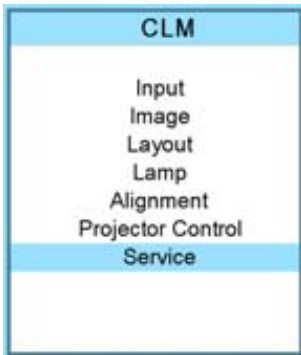 CLM
Input
Image
Layout
Lamp
Alignment
Projector Control
Service